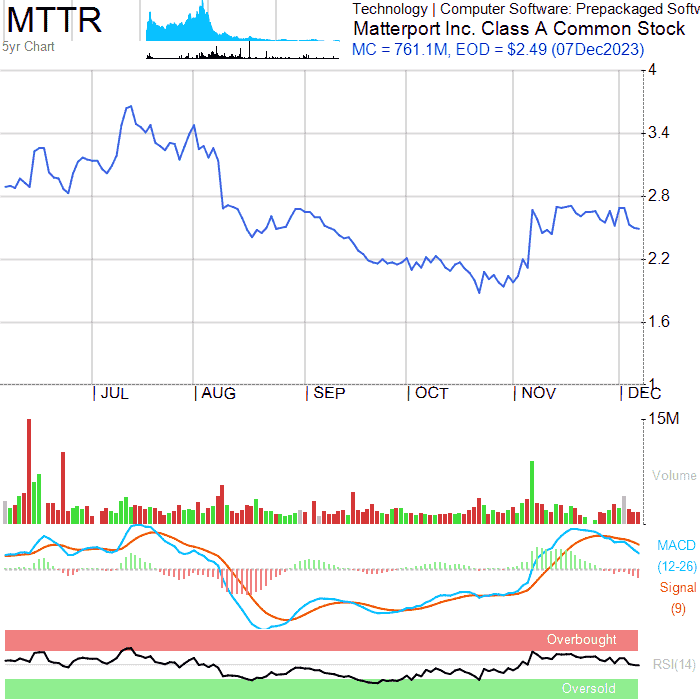 MTTR
5yr Chart
Technology | Computer Software: Prepackaged Softw
Matterport Inc. Class A Common Stock
MC = 761.1M, EOD = $2.49 (07Dec2023)
4
3.4
2.8
2.2
1.6
1
JUL AUG SEP OCT NOV DEC
15M
Volume
MACD
(12-26)
Signal
(9)
Overbought
RSI(14)
Oversold